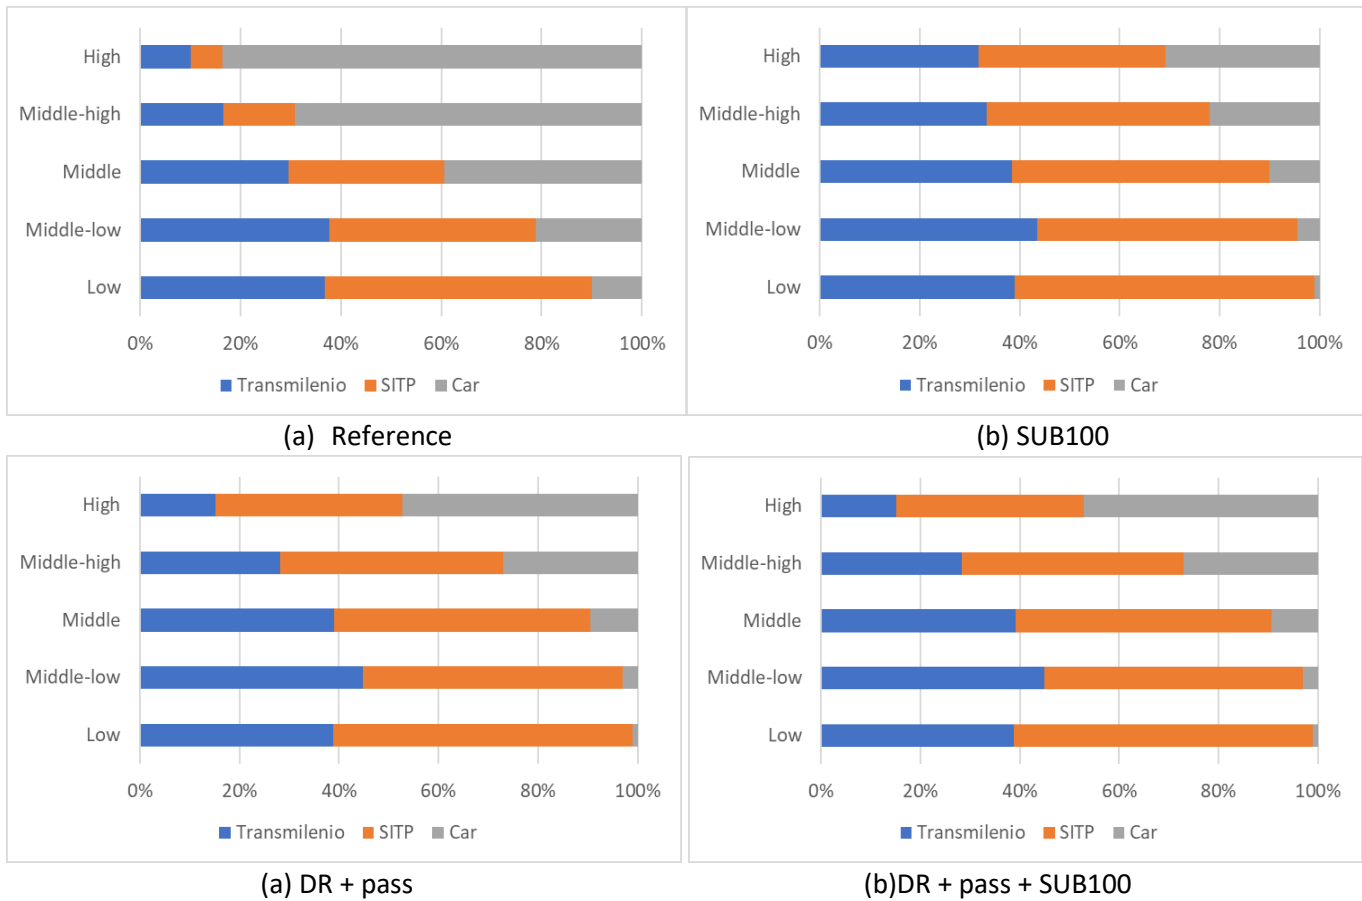 High
Middle-high
Middle
Middle-low
Low
0% 20% 40% 60% 80% 100%
Transmilenio SITP Car
(a) Reference
High
Middle-high
Middle
Middle-low
Low
0% 20% 40% 60% 80% 100%
Transmilenio SITP Car
(b) SUB100
High
Middle-high
Middle
Middle-low
Low
0% 20% 40% 60% 80% 100%
Transmilenio SITP Car
(a) DR + pass
High
Middle-high
Middle
Middle-low
Low
0% 20% 40% 60% 80% 100%
Transmilenio SITP Car
(b)DR + pass + SUB100